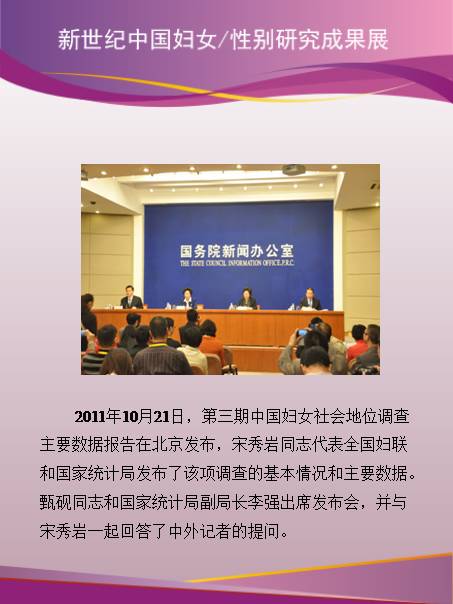 新世纪中国妇女/性别研究成果展
国务院新闻办公室
THE STATE COUNCIL INFORMATION OFFICE, P.R.C.
2011年10月21日，第三期中国妇女社会地位调查
主要数据报告在北京发布，宋秀岩同志代表全国妇联
和国家统计局发布了该项调查的基本情况和主要数据。
甄砚同志和国家统计局副局长李强出席发布会，并与
宋秀岩一起回答了中外记者的提问。